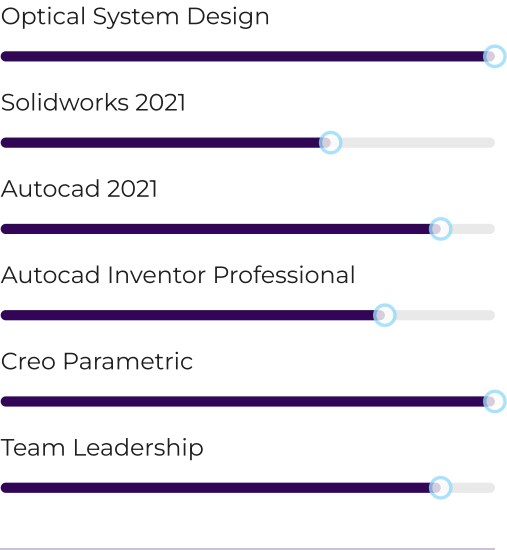 Optical System Design
Solidworks 2021
Autocad 2021
Autocad Inventor Professional
Creo Parametric
Team Leadership